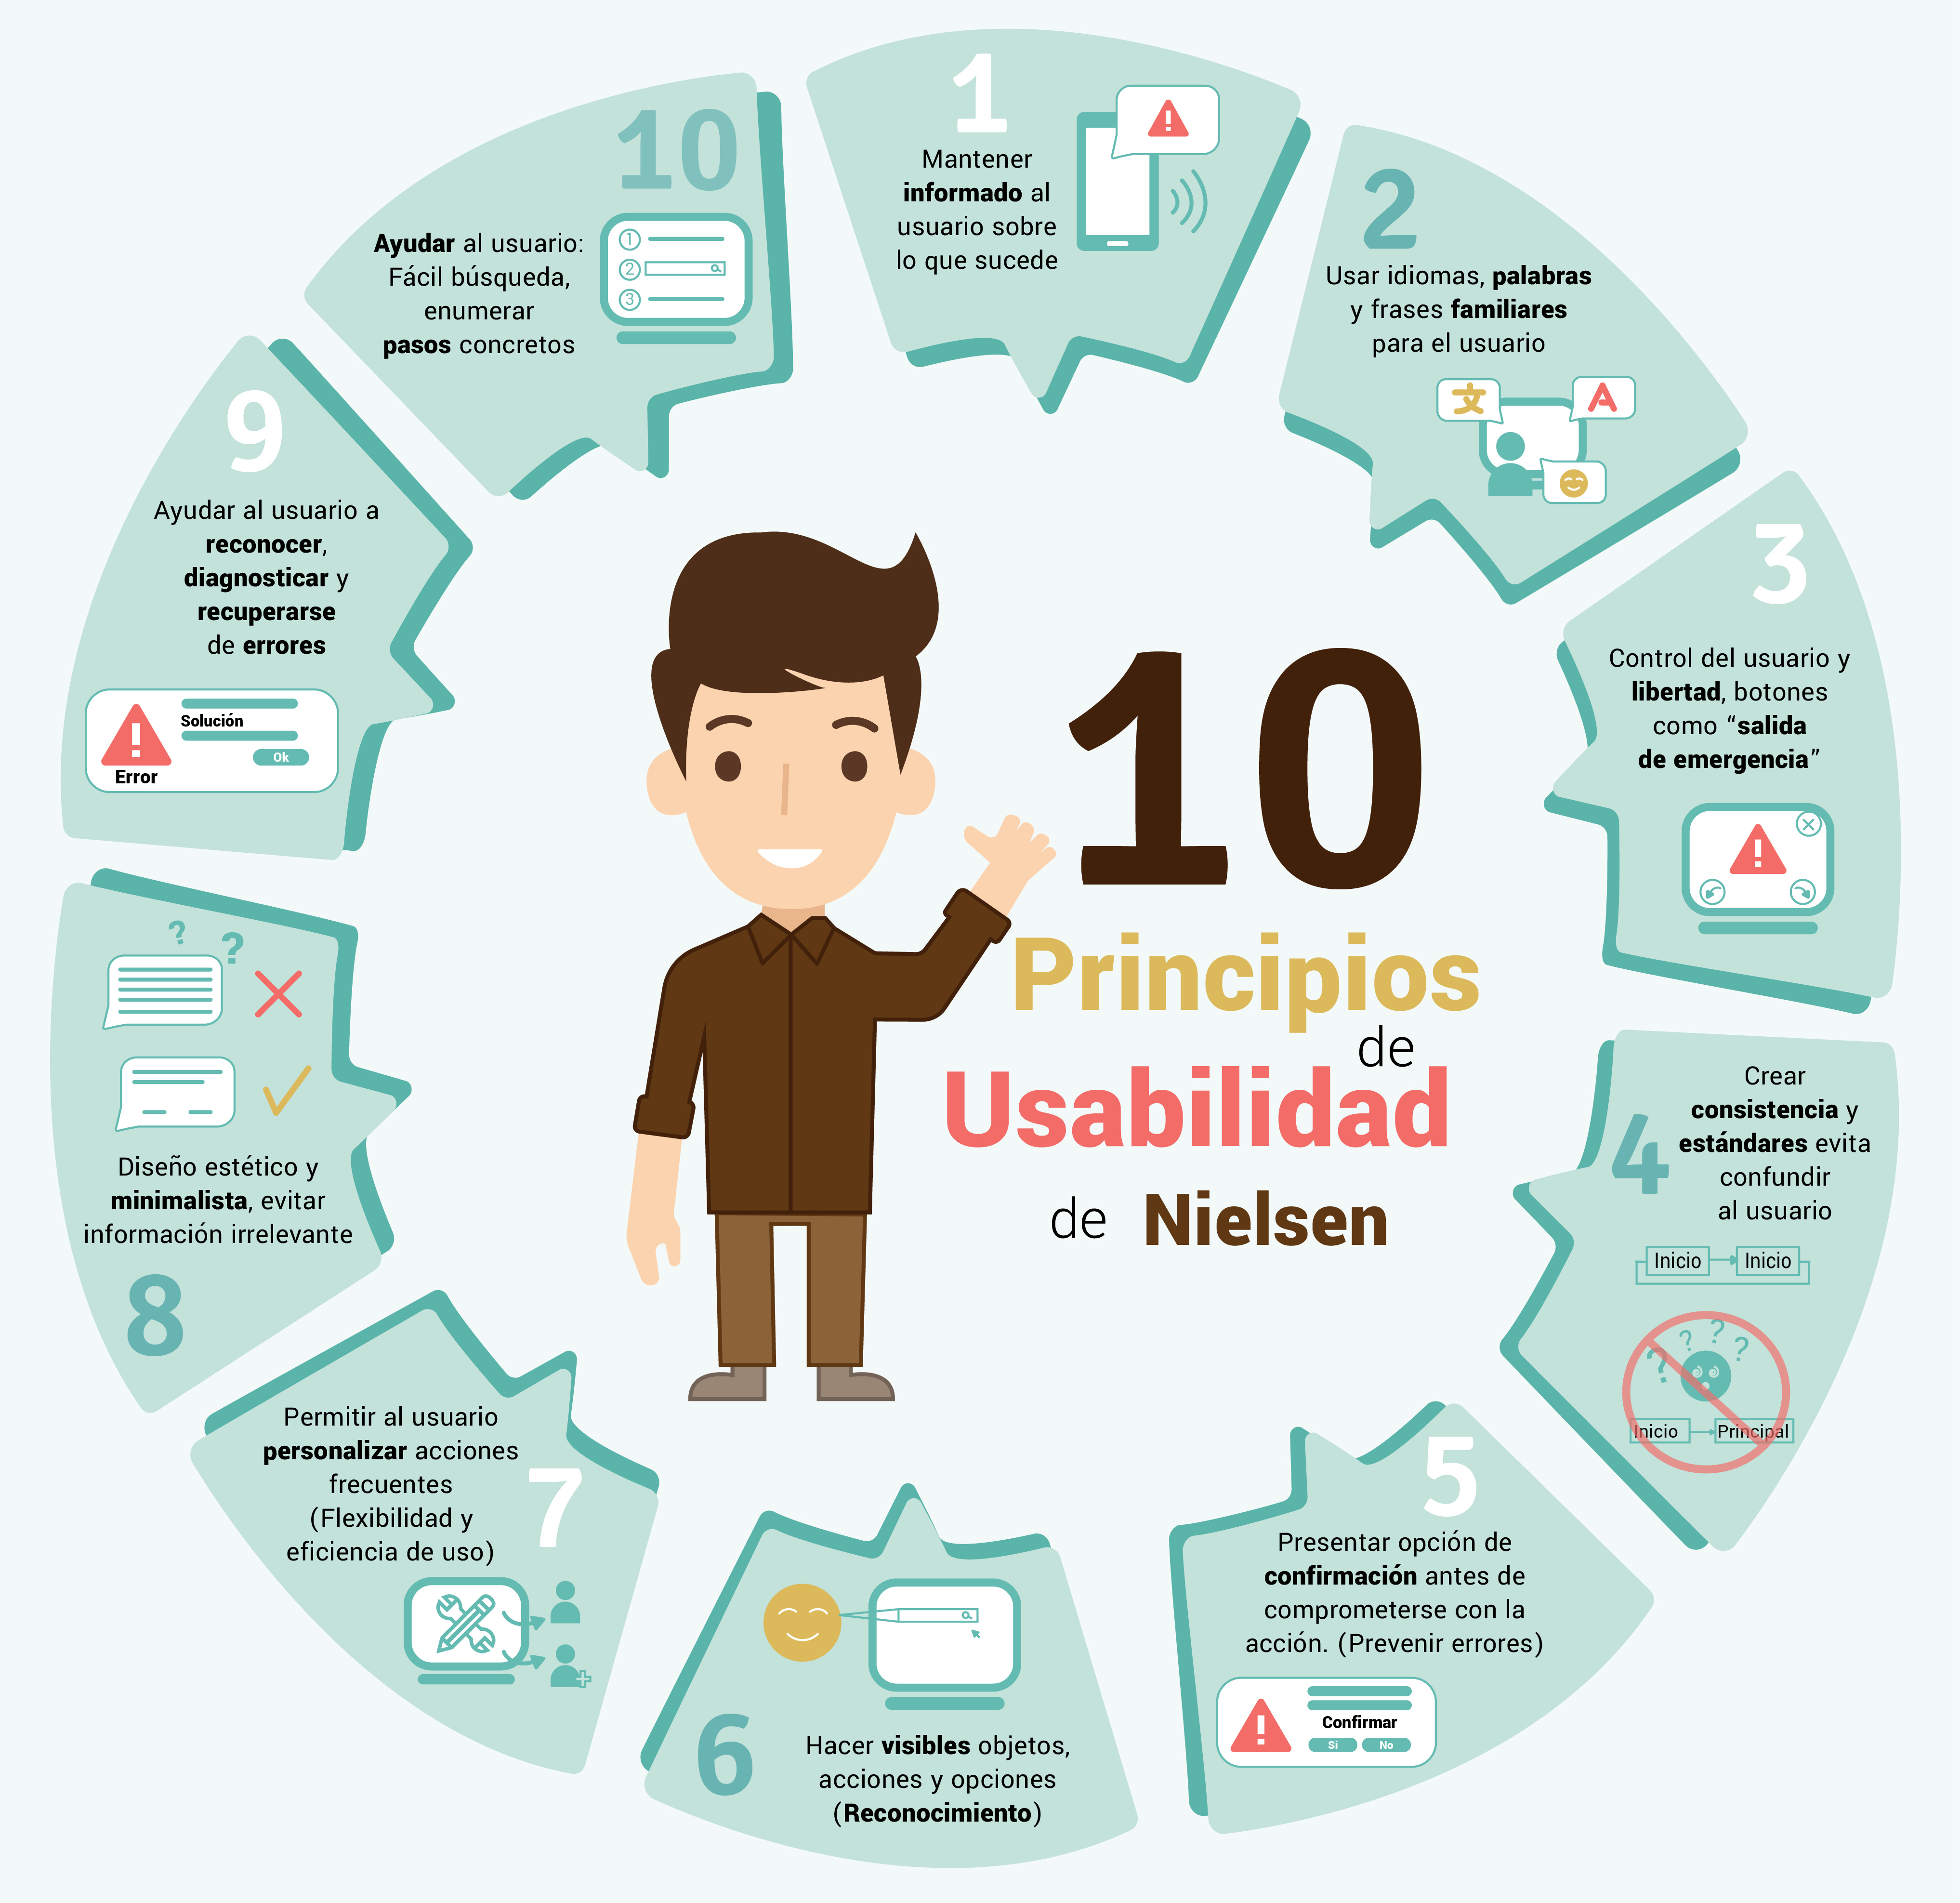 10
Principios
de
Usabilidad
de Nielsen
1
Mantener
informado al
usuario sobre
lo que sucede
2
Usar idiomas, palabras
y frases familiares
para el usuario
文
A
3
Control del usuario y
libertad, botones
como “salida
de emergencia”
4
Crear
consistencia y
estándares evita
confundir
al usuario
Inicio Inicio
? ? ? ?
Inicio Principal
5
Presentar opción de
confirmación antes de
comprometerse con la
acción. (Prevenir errores)
Confirmar
Si No
6
Hacer visibles objetos,
acciones y opciones
(Reconocimiento)
7
Permitir al usuario
personalizar acciones
frecuentes
(Flexibilidad y
eficiencia de uso)
8
? ?
Diseño estético y
minimalista, evitar
información irrelevante
9
Ayudar al usuario a
reconocer,
diagnosticar y
recuperarse
de errores
Solución
Ok
Error
10
Ayudar al usuario:
Fácil búsqueda,
enumerar
pasos concretos
1
2
3